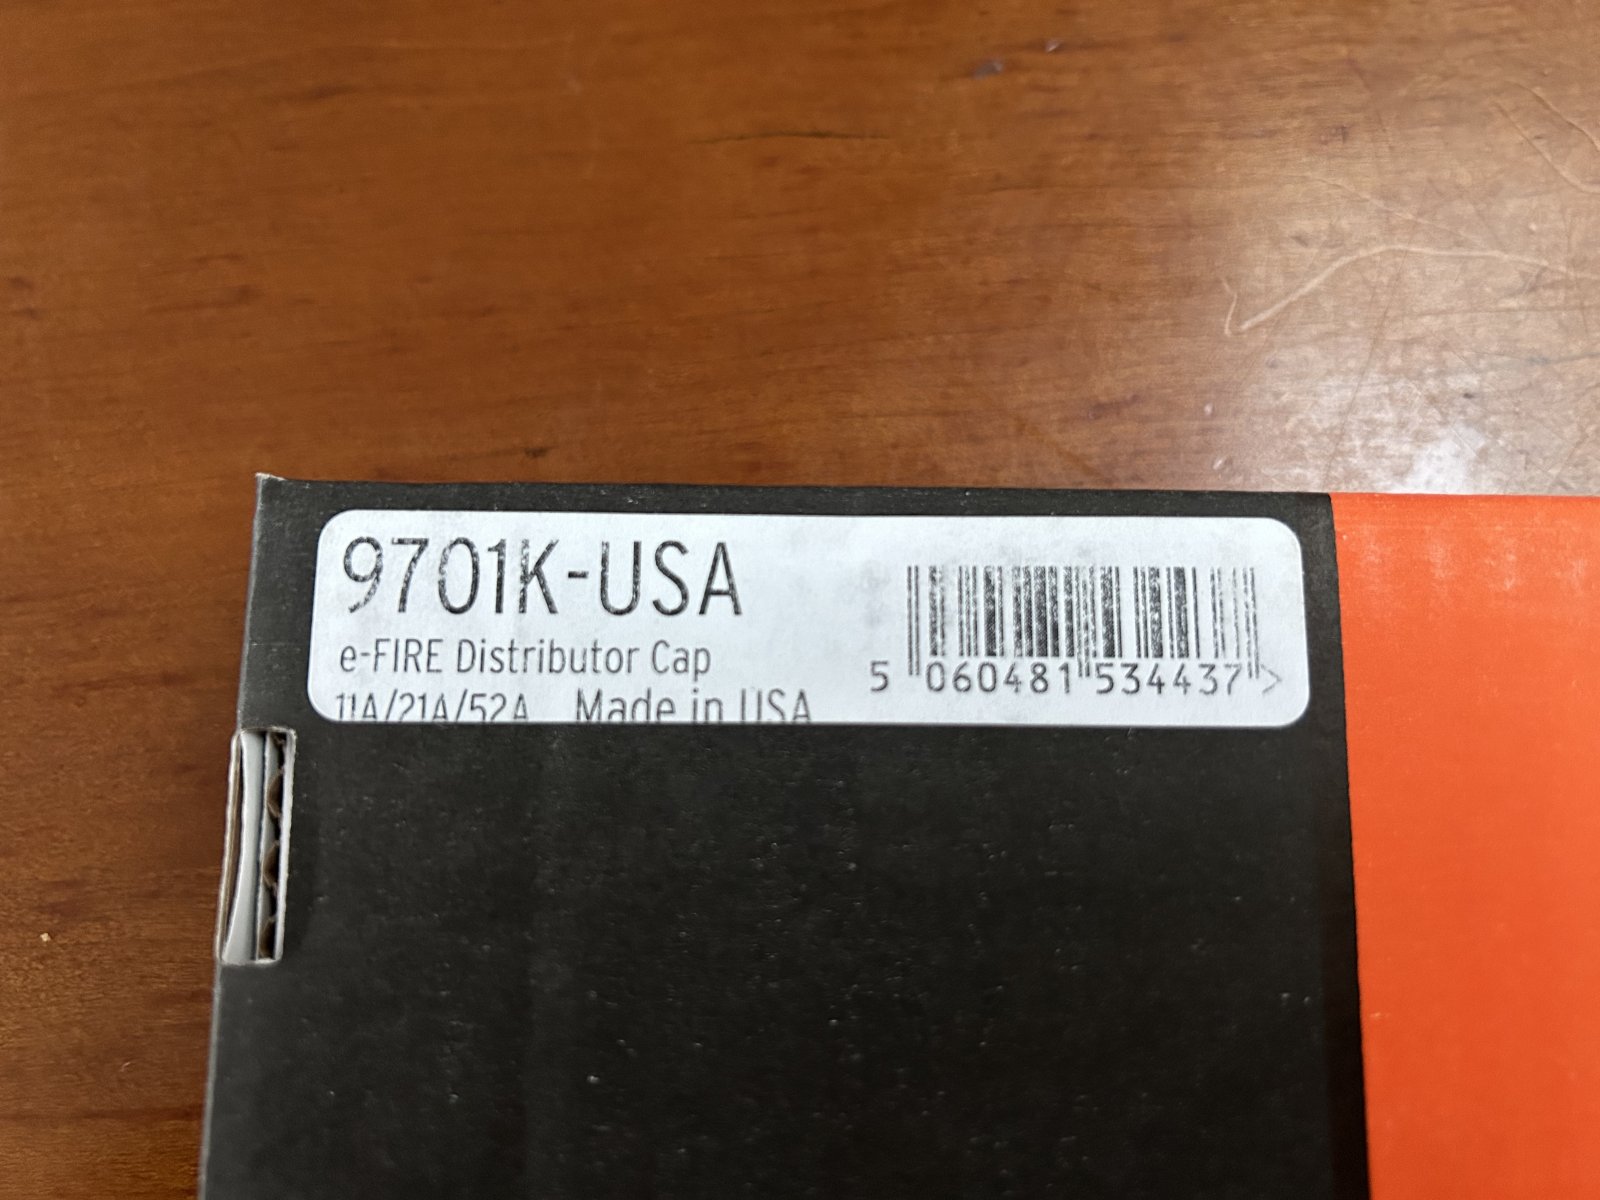 9701K-USA
e-FIRE Distributor Cap
11A/21A/52A Made in USA
5 060481 534437 >